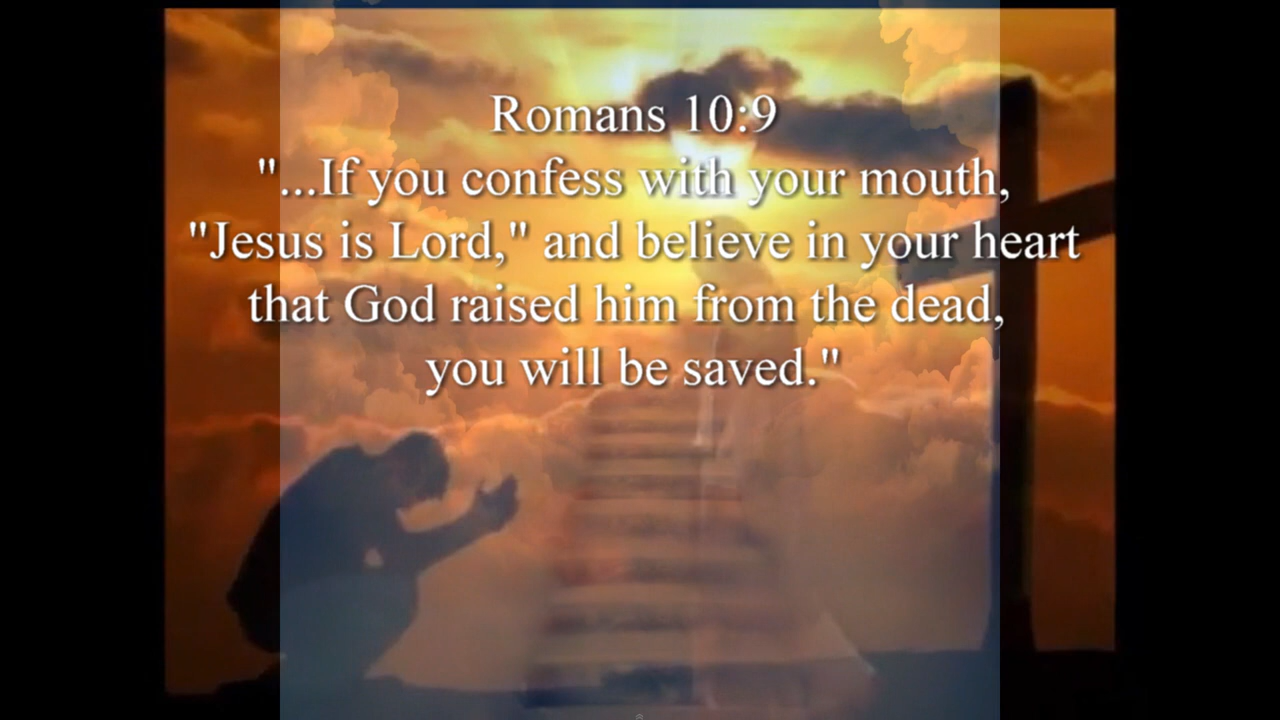 Romans 10:9
"...If you confess with your mouth,
"Jesus is Lord," and believe in your heart
that God raised him from the dead,
you will be saved."